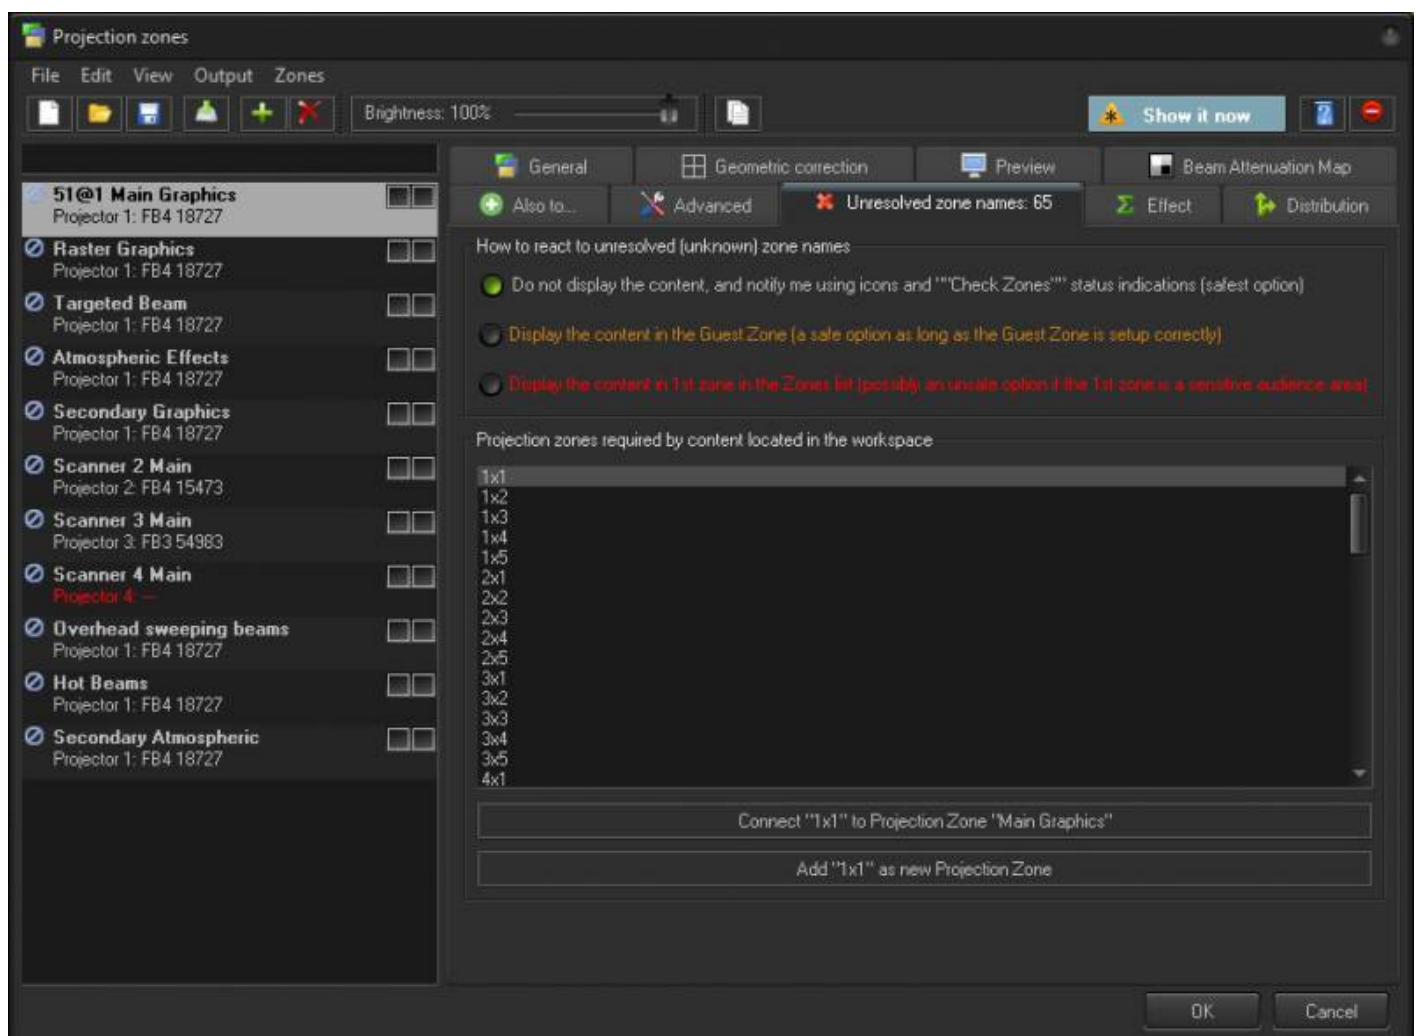 Projection zones
File Edit View Output Zones
Brightness: 100%
Show it now
51@1 Main Graphics
Projector 1: FB4 18727
Raster Graphics
Projector 1: FB4 18727
Targeted Beam
Projector 1: FB4 18727
Atmospheric Effects
Projector 1: FB4 18727
Secondary Graphics
Projector 1: FB4 18727
Scanner 2 Main
Projector 2: FB4 15473
Scanner 3 Main
Projector 3: FB3 54983
Scanner 4 Main
Projector 4: ---
Overhead sweeping beams
Projector 1: FB4 18727
Hot Beams
Projector 1: FB4 18727
Secondary Atmospheric
Projector 1: FB4 18727
General Geometric correction Preview Beam Attenuation Map
Also to... Advanced Unresolved zone names: 65 Effect Distribution
How to react to unresolved (unknown) zone names
Do not display the content, and notify me using icons and ""Check Zones"" status indications (safest option)
Display the content in the Guest Zone (a safe option as long as the Guest Zone is setup correctly)
Display the content in 1st zone in the Zones list (possibly an unsafe option if the 1st zone is a sensitive audience area)
Projection zones required by content located in the workspace
1x1
1x2
1x3
1x4
1x5
2x1
2x2
2x3
2x4
2x5
3x1
3x2
3x3
3x4
3x5
4x1
Connect "1x1" to Projection Zone "Main Graphics"
Add "1x1" as new Projection Zone
OK Cancel